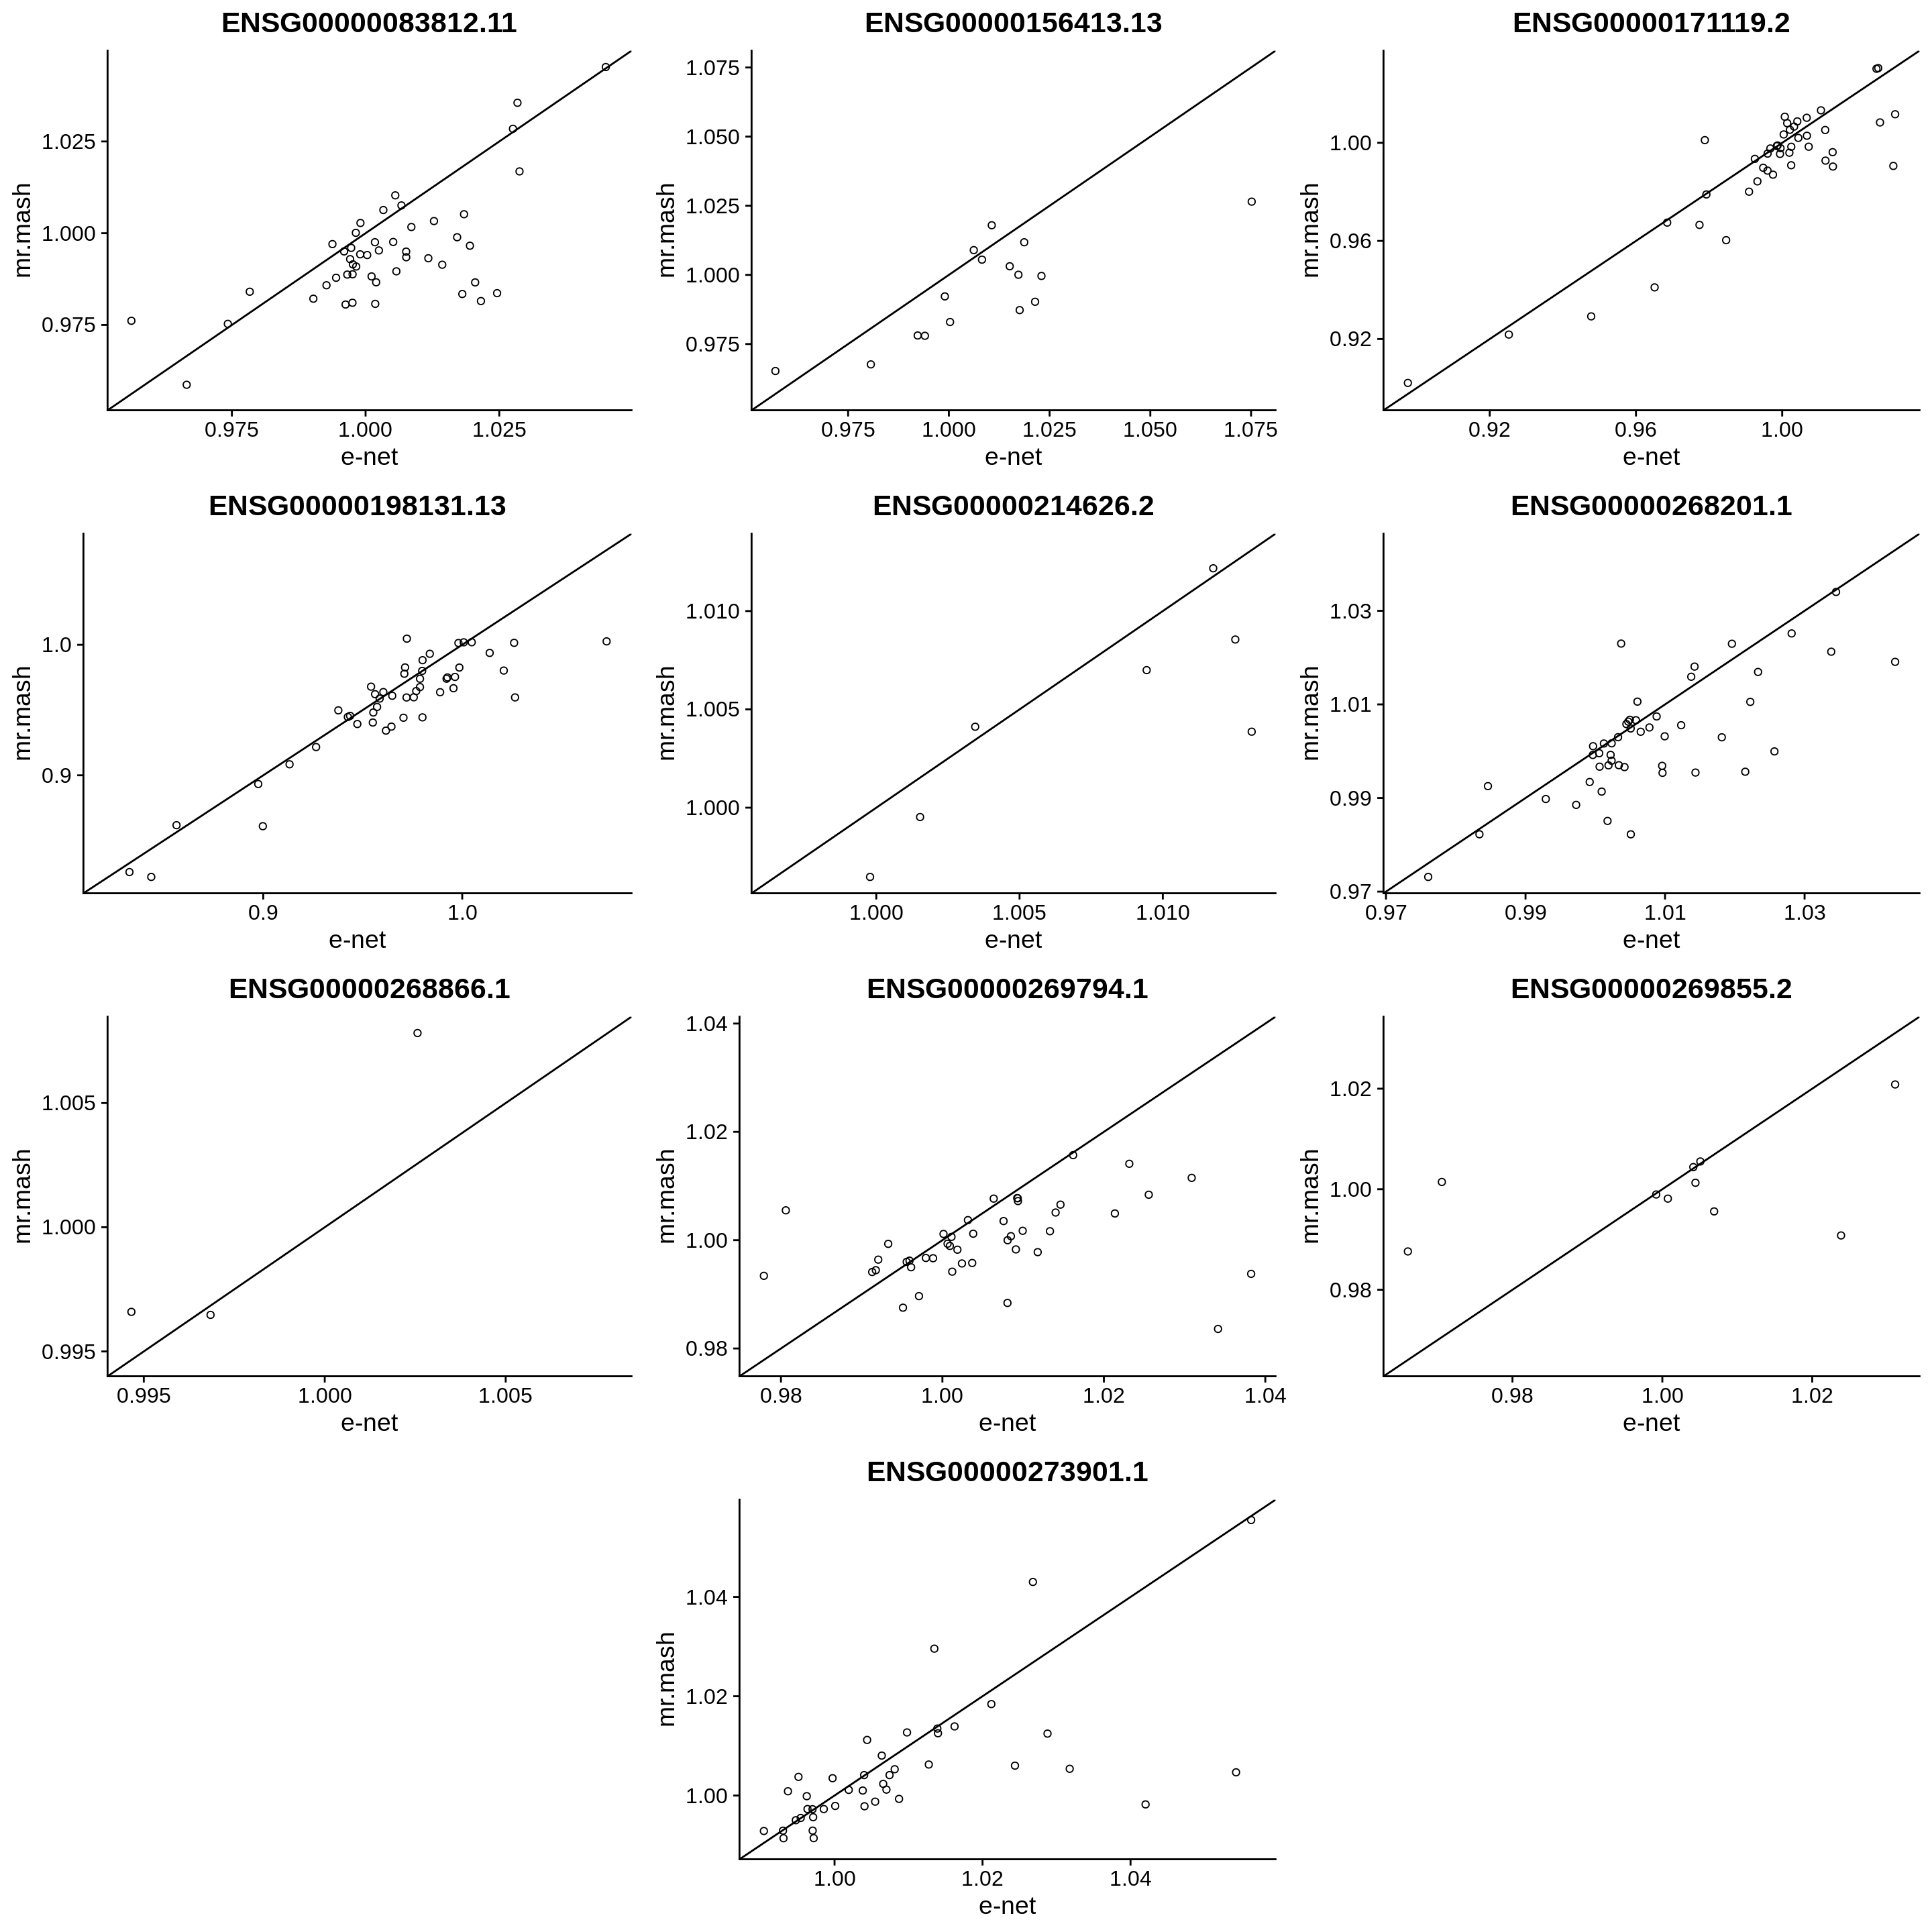 ENSG00000083812.11
mr.mash
1.025
1.000
0.975
0.975 1.000 1.025
e-net
ENSG00000156413.13
mr.mash
1.075
1.050
1.025
1.000
0.975
0.975 1.000 1.025 1.050 1.075
e-net
ENSG00000171119.2
mr.mash
1.00
0.96
0.92
0.92 0.96 1.00
e-net
ENSG00000198131.13
mr.mash
1.0
0.9
0.9 1.0
e-net
ENSG00000214626.2
mr.mash
1.010
1.005
1.000
1.000 1.005 1.010
e-net
ENSG00000268201.1
mr.mash
1.03
1.01
0.99
0.97
0.97 0.99 1.01 1.03
e-net
ENSG00000268866.1
mr.mash
1.005
1.000
0.995
0.995 1.000 1.005
e-net
ENSG00000269794.1
mr.mash
1.04
1.02
1.00
0.98
0.98 1.00 1.02 1.04
e-net
ENSG00000269855.2
mr.mash
1.02
1.00
0.98
0.98 1.00 1.02
e-net
ENSG00000273901.1
mr.mash
1.04
1.02
1.00
1.00 1.02 1.04
e-net